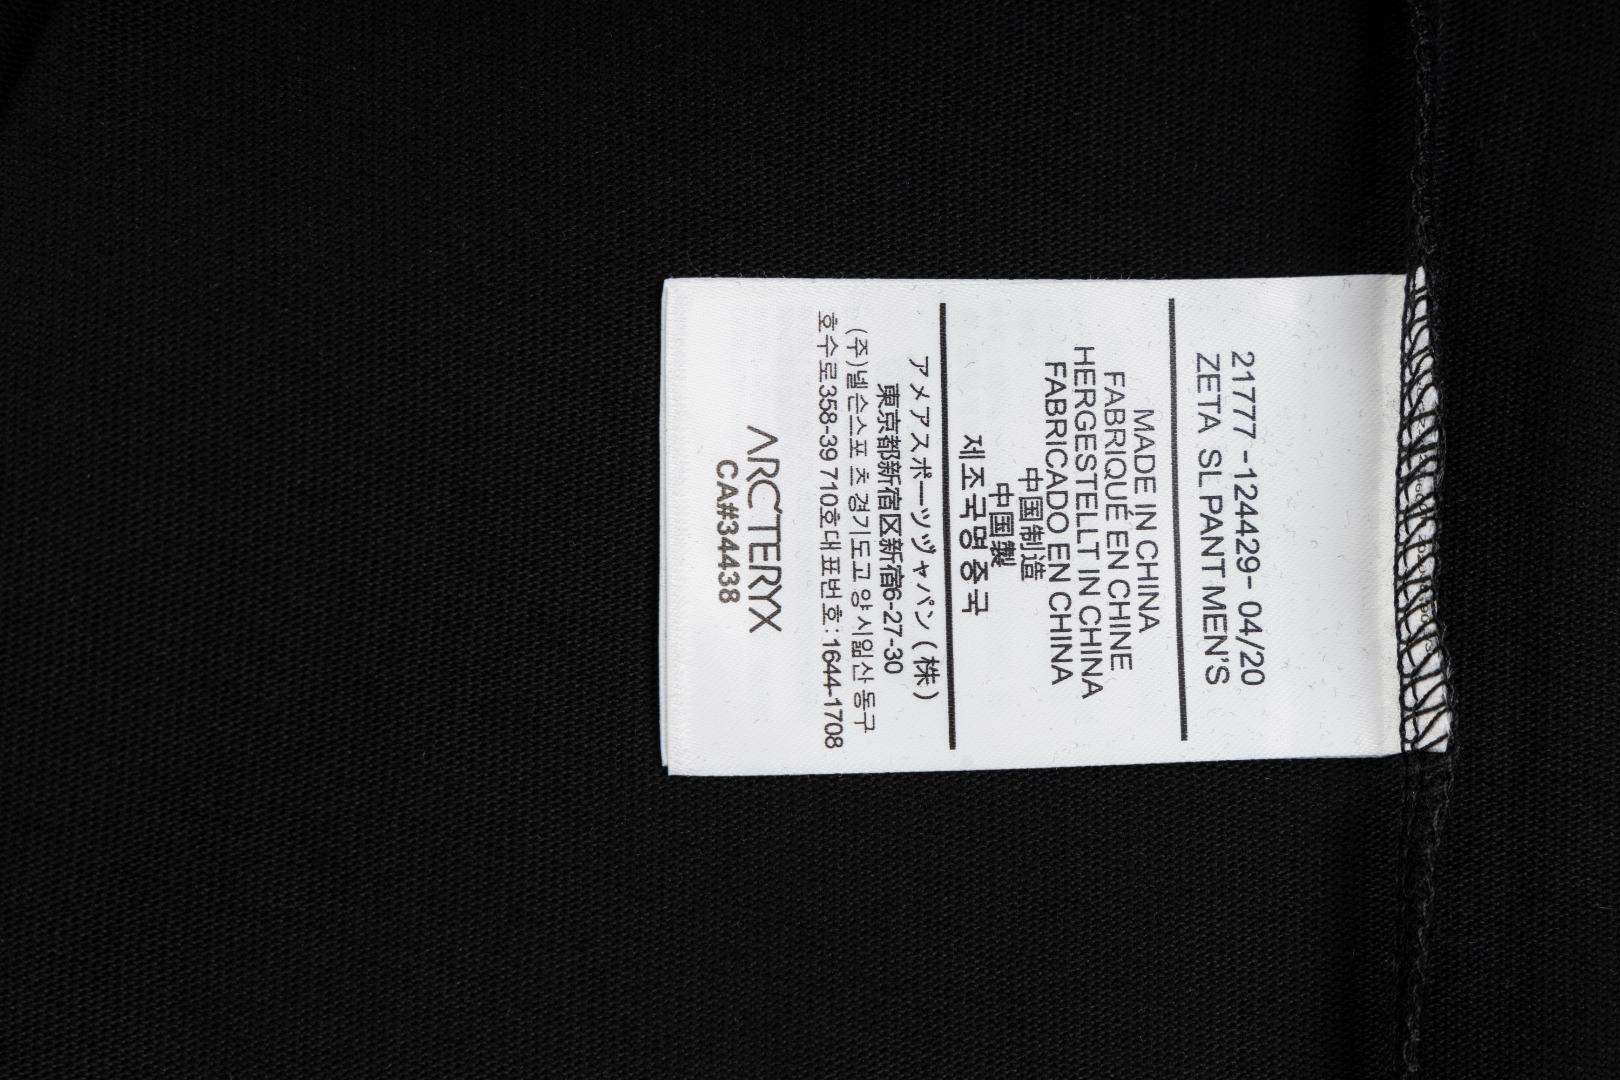 21777 -124429- 04/20
ZETA SL PANT MEN'S
MADE IN CHINA
FABRIQUÉ EN CHINE
HERGESTELLT IN CHINA
FABRICADO EN CHINA
中国制造
中国製
제조국명 중국
アメアスポーツヅャパン(株)
東京都新宿区新宿6-27-30
(주)넬슨스포 츠 경기도고 양시일산 동구
호수로358-39 710호 대표번호:1644-1708
ARC'TERYX
CA#34438